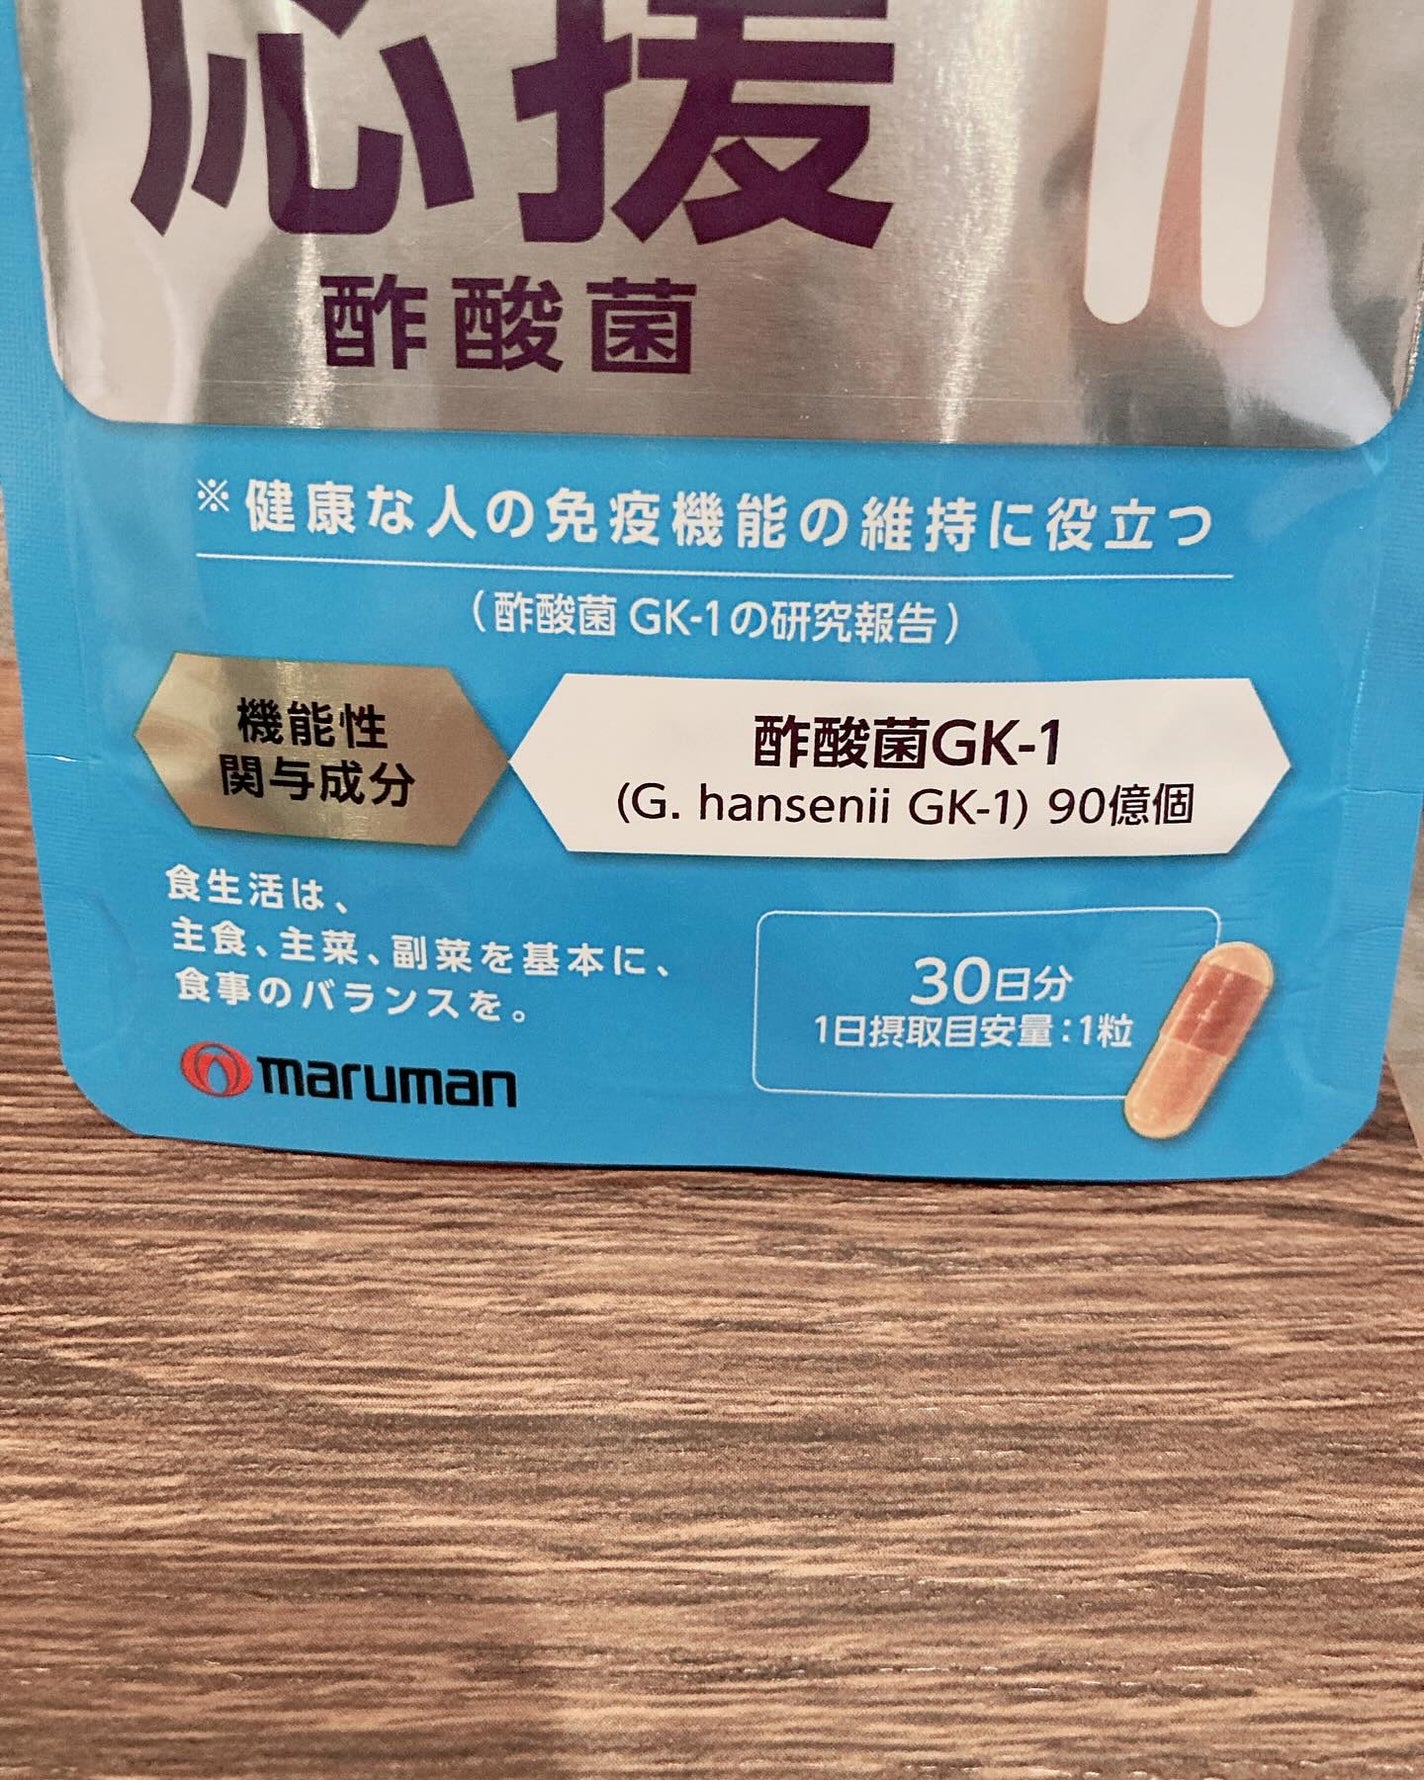 応援
酢酸菌
※健康な人の免疫機能の維持に役立つ
（酢酸菌 GK-1の研究報告）
機能性
関与成分
酢酸菌GK-1
(G. hansenii GK-1) 90億個
食生活は、
主食、主菜、副菜を基本に、
食事のバランスを。
30日分
1日摂取目安量：1粒
maruman